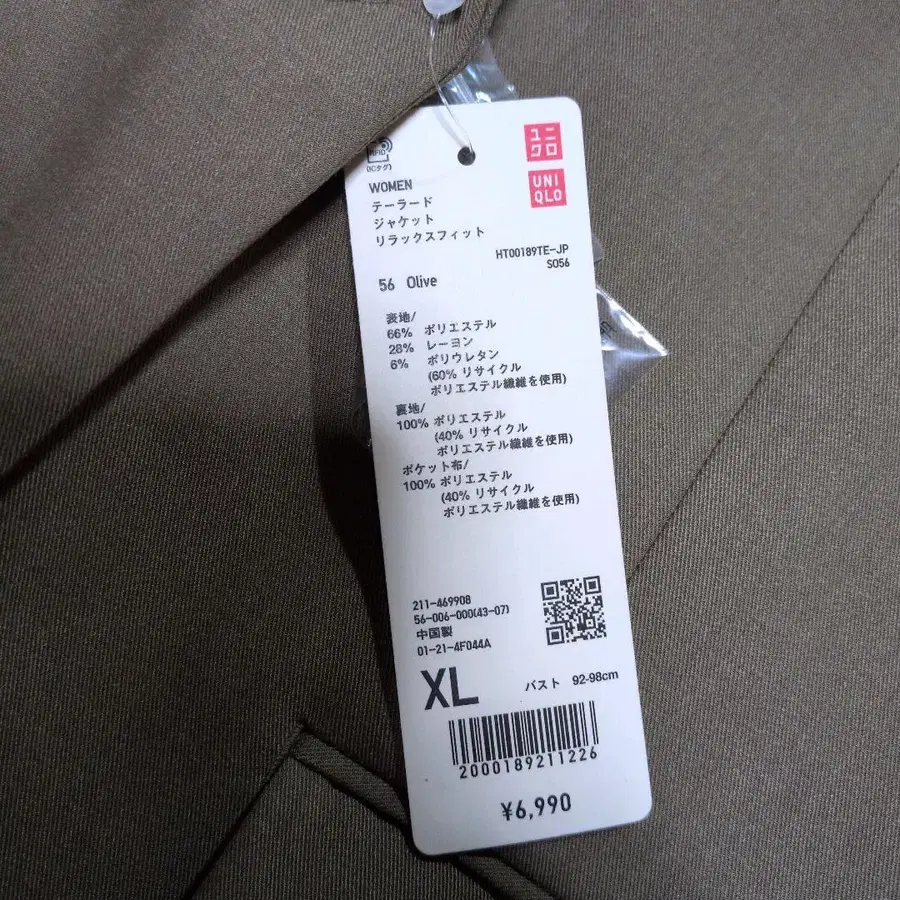 RFID
(ICタグ)
ユニ
クロ
UNI
QLO
WOMEN
テーラード
ジャケット
リラックスフィット
HT00189TE-JP
SO56
56 Olive
表地/
66% ポリエステル
28% レーヨン
6% ポリウレタン
(60% リサイクル
ポリエステル繊維を使用)
裏地/
100% ポリエステル
(40% リサイクル
ポリエステル繊維を使用)
ポケット布/
100% ポリエステル
(40% リサイクル
ポリエステル繊維を使用)
211-469908
56-006-000(43-07)
中国製
01-21-4F044A
XL バスト 92-98cm
2000189211226
¥6,990